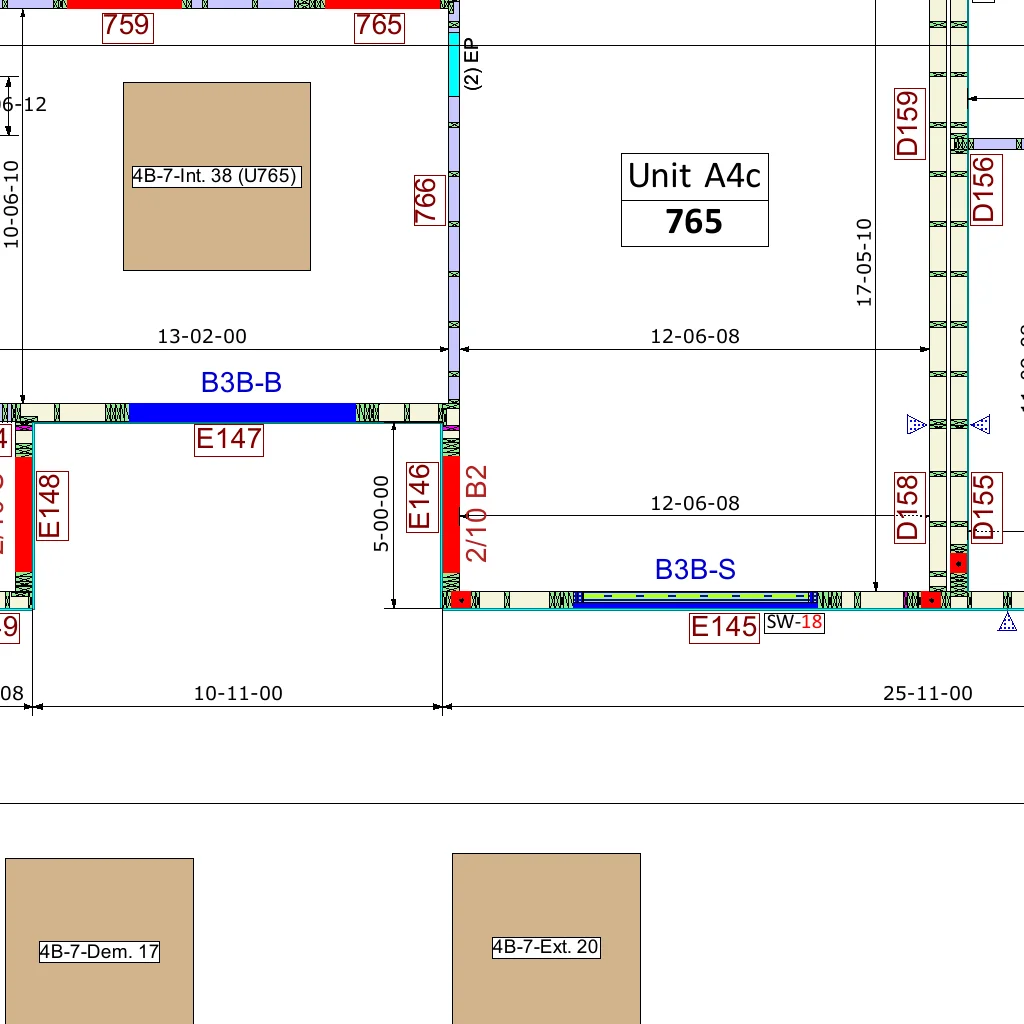 759
765
(2) EP
6-12
D159
4B-7-Int. 38 (U765)
Unit A4c
765
D156
10-06-10
766
17-05-10
13-02-00
12-06-08
B3B-B
E147
E148
E146
2/10 B2
5-00-00
12-06-08
D158
D155
B3B-S
E145
SW-18
10-11-00
25-11-00
4B-7-Dem. 17
4B-7-Ext. 20